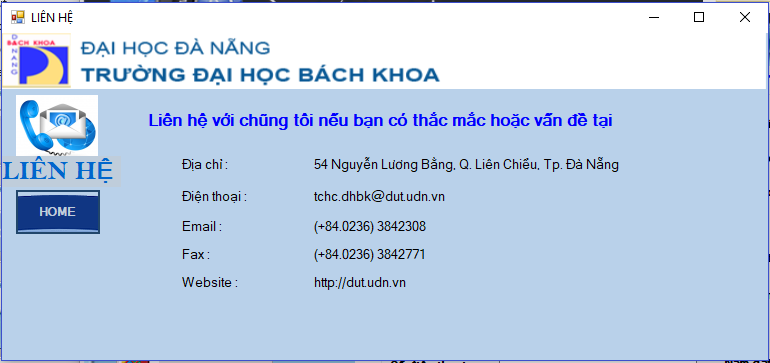 LIÊN HỆ
BÁCH KHOA
ĐÀ NẴNG
ĐẠI HỌC ĐÀ NẴNG
TRƯỜNG ĐẠI HỌC BÁCH KHOA
Liên hệ với chũng tôi nếu bạn có thắc mắc hoặc vấn đề tại
LIÊN HỆ
HOME
Địa chỉ : 54 Nguyễn Lương Bằng, Q. Liên Chiểu, Tp. Đà Nẵng
Điện thoại : tchc.dhbk@dut.udn.vn
Email : (+84.0236) 3842308
Fax : (+84.0236) 3842771
Website : http://dut.udn.vn